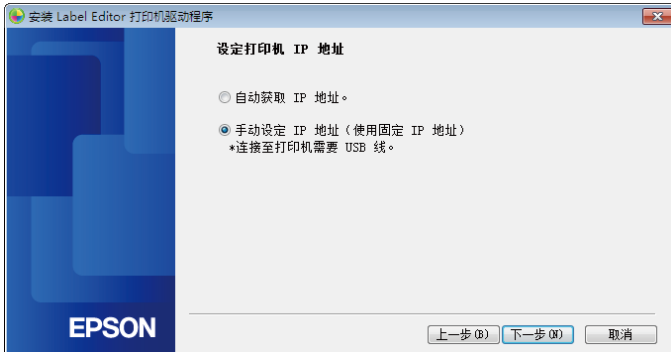 安装 Label Editor 打印机驱动程序
设定打印机 IP 地址
自动获取 IP 地址。
手动设定 IP 地址（使用固定 IP 地址）
*连接至打印机需要 USB 线。
EPSON
上一步(B) 下一步(N) 取消